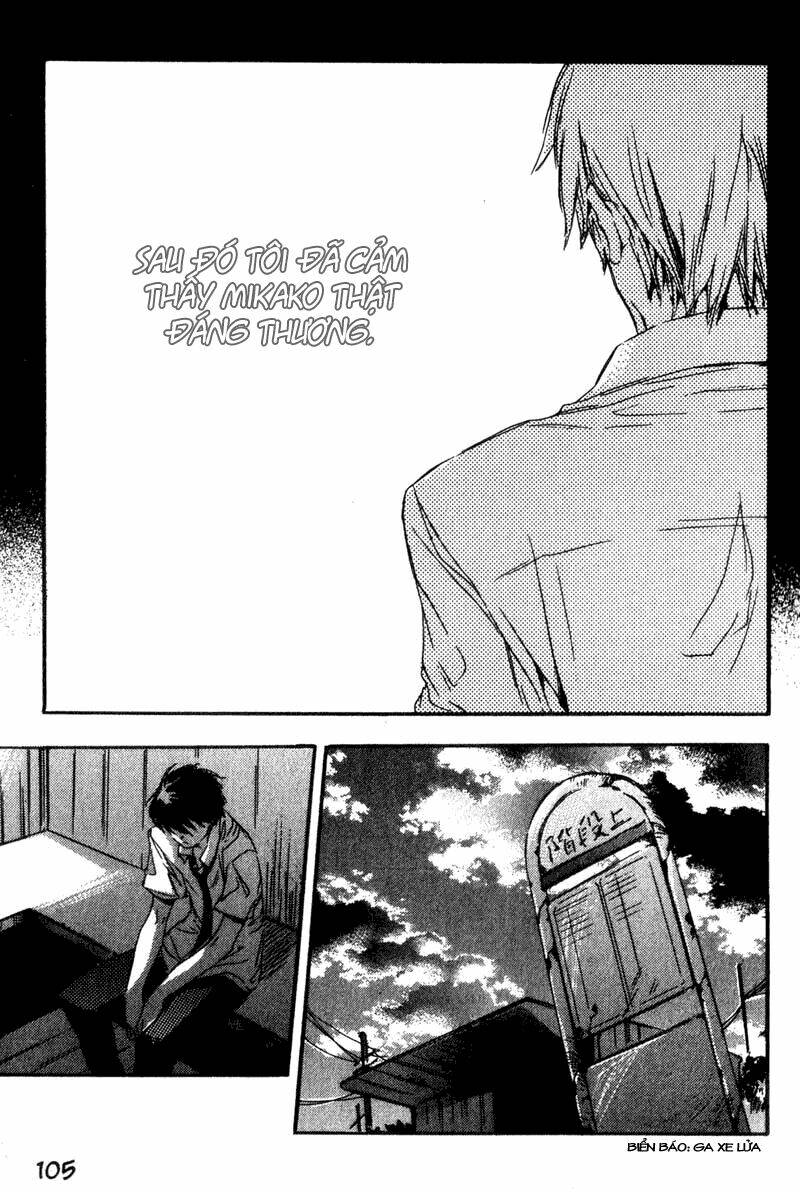 SAU ĐÓ TÔI ĐÃ CẢM
THẤY MIKAKO THẬT
ĐÁNG THƯƠNG.
階段上
BIỂN BÁO: GA XE LỬA
105